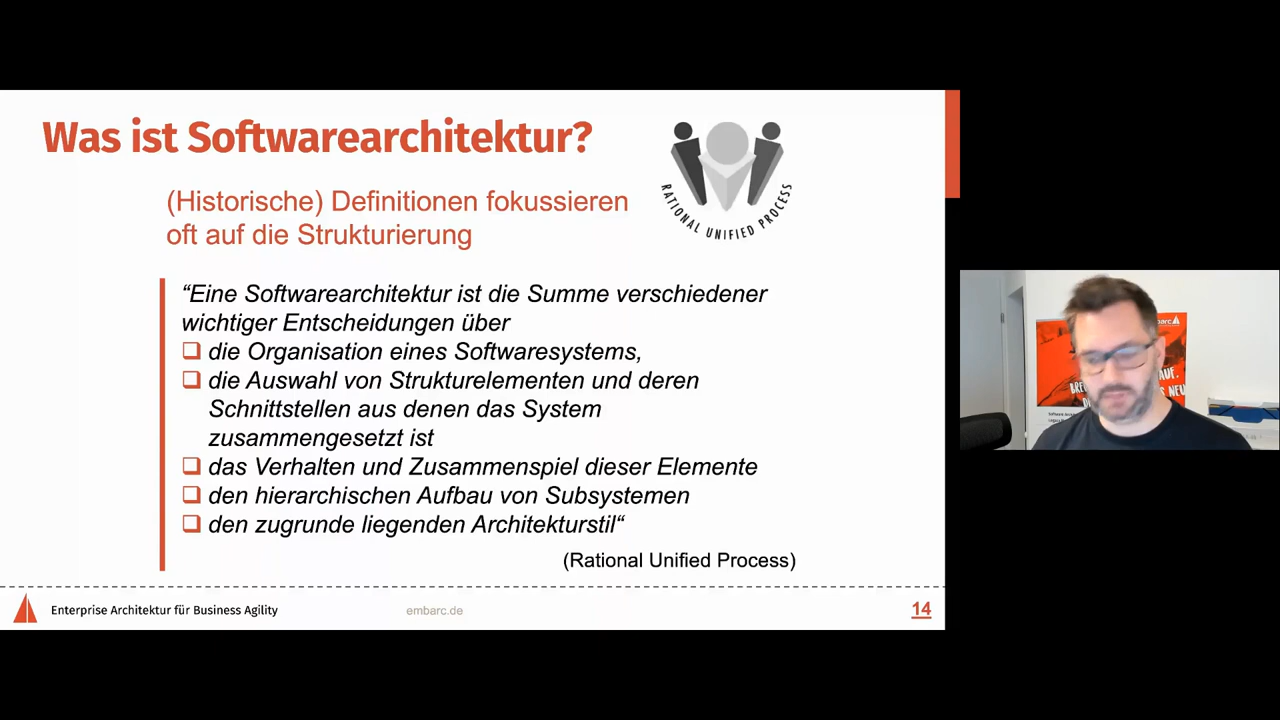 Was ist Softwarearchitektur?
(Historische) Definitionen fokussieren
oft auf die Strukturierung
RATIONAL UNIFIED PROCESS
“Eine Softwarearchitektur ist die Summe verschiedener
wichtiger Entscheidungen über
❑ die Organisation eines Softwaresystems,
❑ die Auswahl von Strukturelementen und deren
Schnittstellen aus denen das System
zusammengesetzt ist
❑ das Verhalten und Zusammenspiel dieser Elemente
❑ den hierarchischen Aufbau von Subsystemen
❑ den zugrunde liegenden Architekturstil“
(Rational Unified Process)
Enterprise Architektur für Business Agility
embarc.de
14